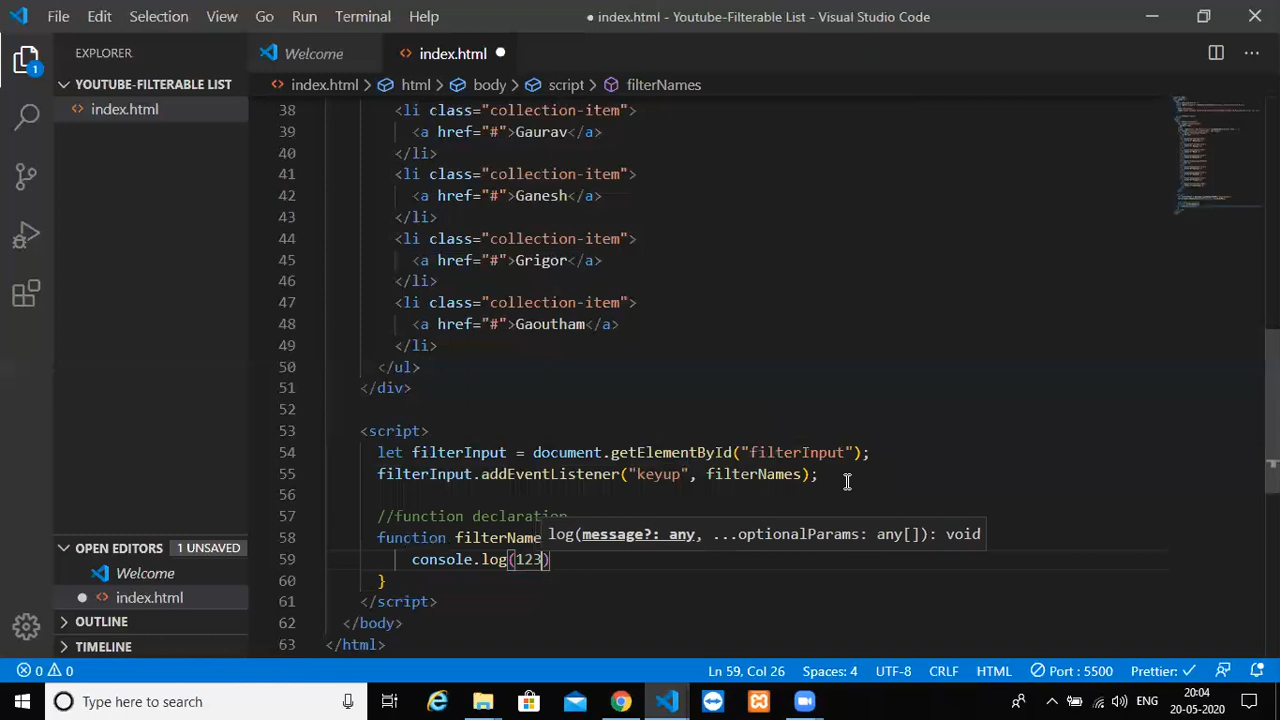 File Edit Selection View Go Run Terminal Help ● index.html - Youtube-Filterable List - Visual Studio Code
EXPLORER
Welcome
<> index.html ●
YOUTUBE-FILTERABLE LIST
<> index.html
<> index.html > html > body > script > filterNames
38 <li class="collection-item">
39 <a href="#">Gaurav</a>
40 </li>
41 <li class="collection-item">
42 <a href="#">Ganesh</a>
43 </li>
44 <li class="collection-item">
45 <a href="#">Grigor</a>
46 </li>
47 <li class="collection-item">
48 <a href="#">Gaoutham</a>
49 </li>
50 </ul>
51 </div>
52
53 <script>
54 let filterInput = document.getElementById("filterInput");
55 filterInput.addEventListener("keyup", filterNames);
56
57 //function declaration
58 function filterName
log(message?: any, ...optionalParams: any[]): void
59 console.log(123)
60 }
61 </script>
62 </body>
63 </html>
1
OPEN EDITORS 1 UNSAVED
Welcome
● <> index.html
OUTLINE
TIMELINE
0 0
Ln 59, Col 26 Spaces: 4 UTF-8 CRLF HTML Port : 5500 Prettier: ✓
Type here to search
ENG
20:04
20-05-2020